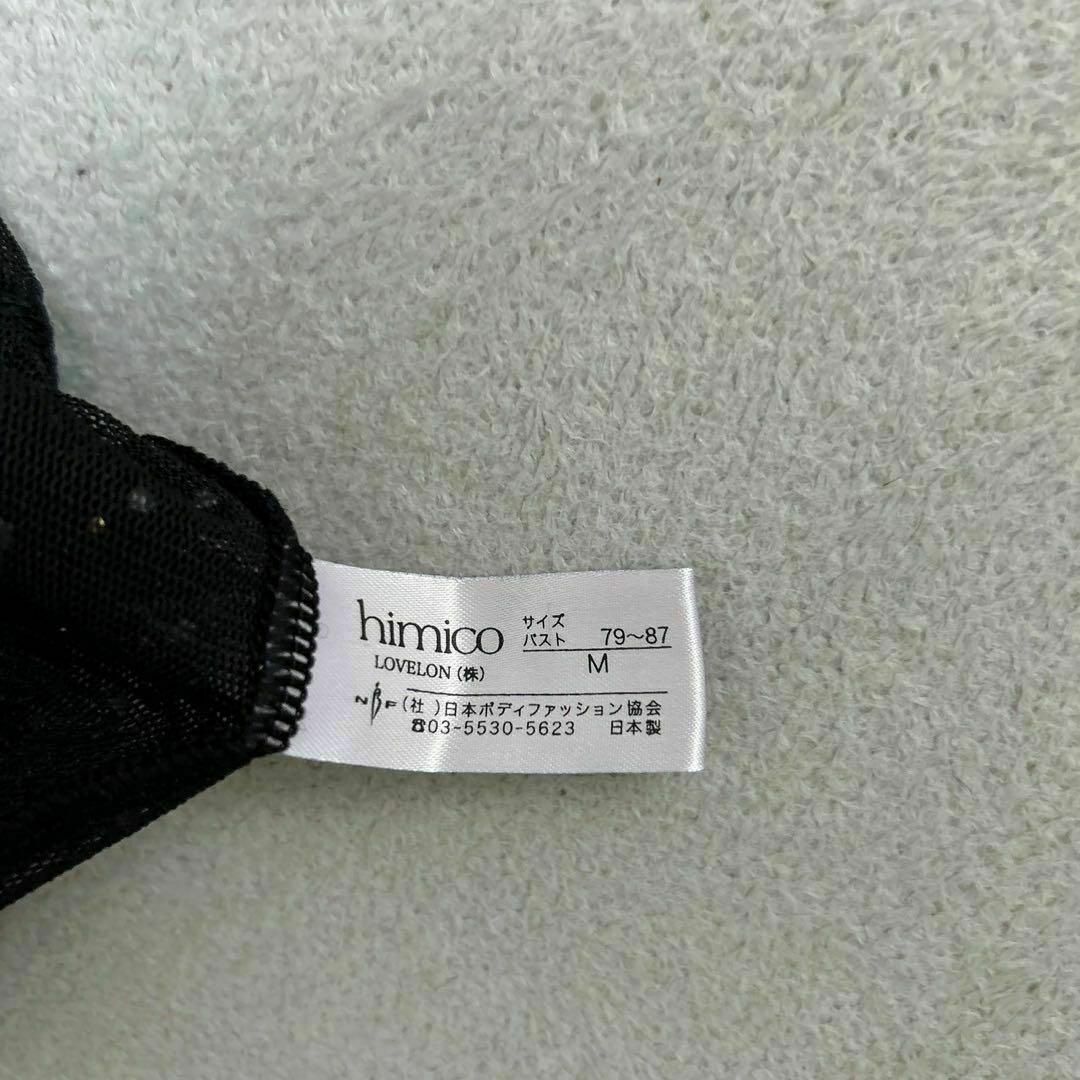 himico
LOVELON (株)
サイズ
バスト 79～87
M
NBF (社)日本ボディファッション協会
☎03-5530-5623 日本製